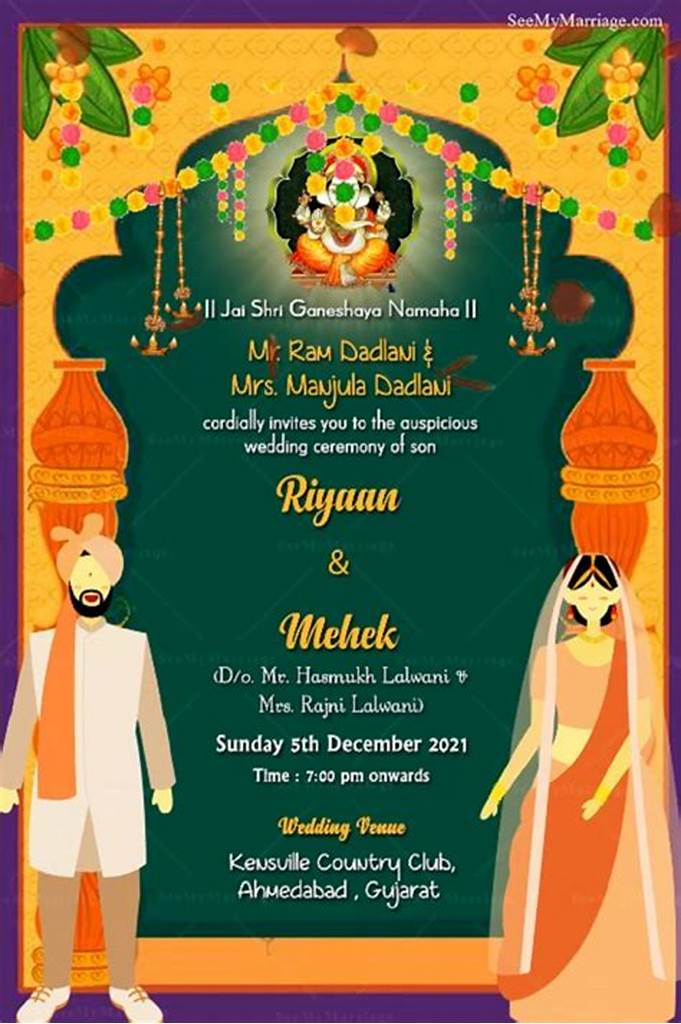 SeeMyMarriage.com
|| Jai Shri Ganeshaya Namaha ||
Mr. Ram Dadlani &
Mrs. Manjula Dadlani
cordially invites you to the auspicious
wedding ceremony of son
Riyaan
&
Mehek
(D/o. Mr. Hasmukh Lalwani &
Mrs. Rajni Lalwani)
Sunday 5th December 2021
Time : 7:00 pm onwards
Wedding Venue
Kensville Country Club,
Ahmedabad , Gujarat